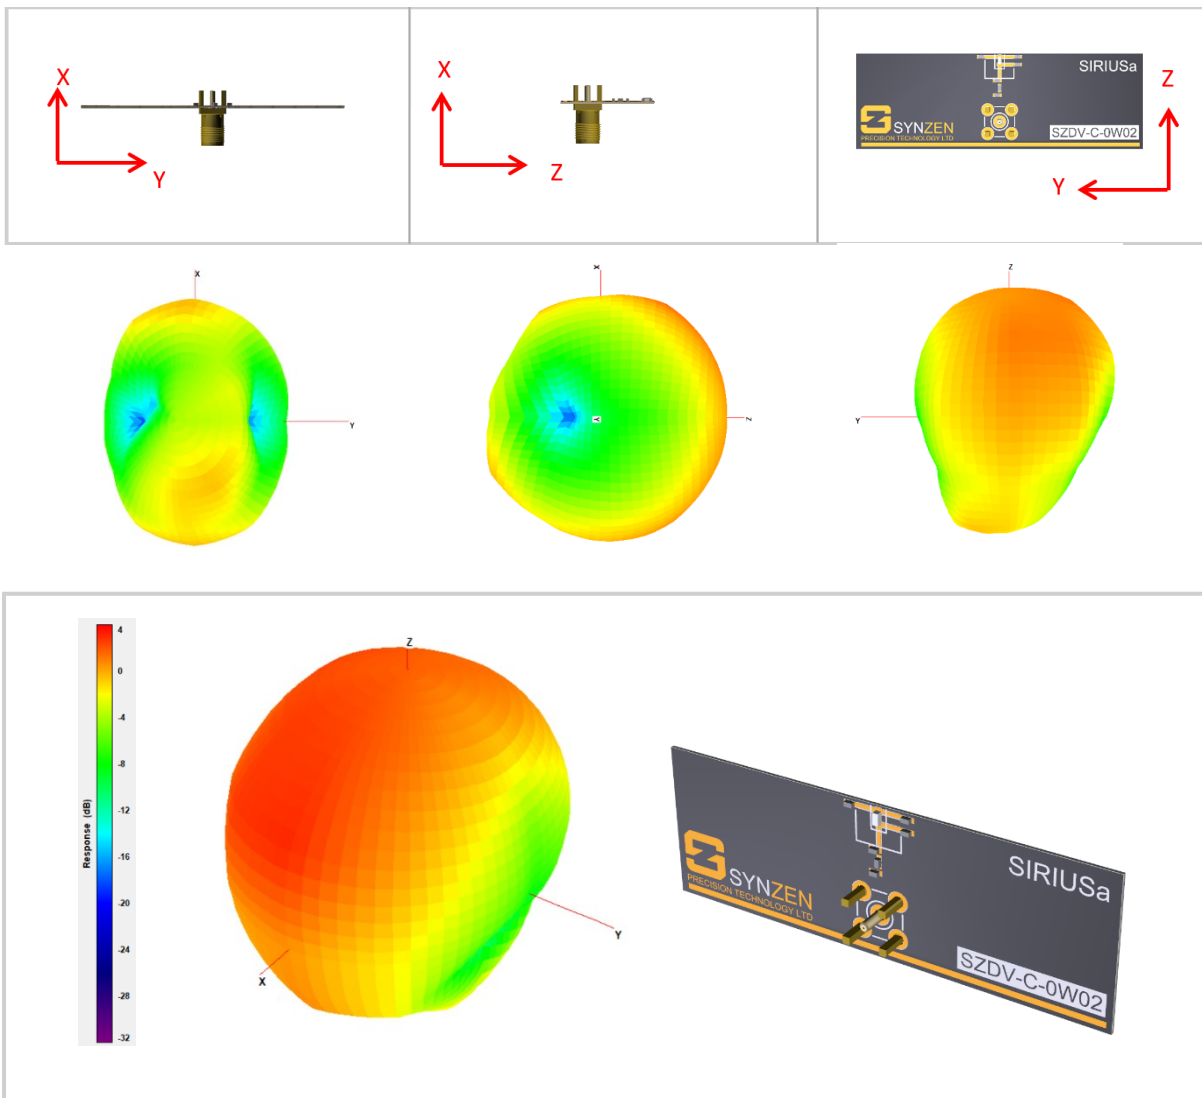 X
Y
X
Z
SIRIUSa
SYNZEN
PRECISION TECHNOLOGY LTD
SZDV-C-0W02
Z
Y
X
Y
X
Y
Z
Z
Y
4
0
-4
-8
-12
-16
-20
-24
-28
-32
Response (dB)
Z
Y
X
SIRIUSa
SYNZEN
PRECISION TECHNOLOGY LTD
SZDV-C-0W02